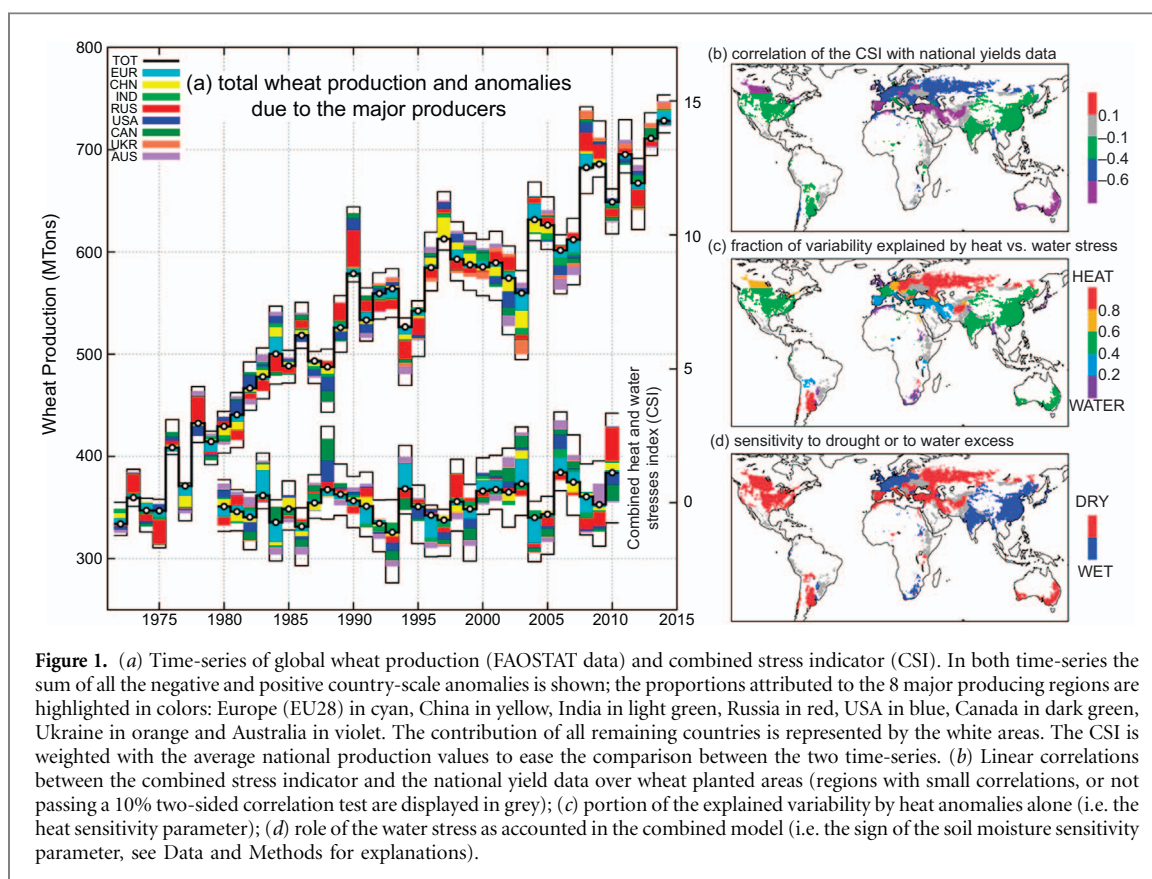 800
700
600
500
400
300
Wheat Production (MTons)
TOT
EUR
CHN
IND
RUS
USA
CAN
UKR
AUS
(a) total wheat production and anomalies
due to the major producers
15
10
5
0
Combined heat and water
stresses index (CSI)
1975 1980 1985 1990 1995 2000 2005 2010 2015
(b) correlation of the CSI with national yields data
0.1
−0.1
−0.4
−0.6
(c) fraction of variability explained by heat vs. water stress
HEAT
0.8
0.6
0.4
0.2
WATER
(d) sensitivity to drought or to water excess
DRY
WET
Figure 1. (a) Time-series of global wheat production (FAOSTAT data) and combined stress indicator (CSI). In both time-series the
sum of all the negative and positive country-scale anomalies is shown; the proportions attributed to the 8 major producing regions are
highlighted in colors: Europe (EU28) in cyan, China in yellow, India in light green, Russia in red, USA in blue, Canada in dark green,
Ukraine in orange and Australia in violet. The contribution of all remaining countries is represented by the white areas. The CSI is
weighted with the average national production values to ease the comparison between the two time-series. (b) Linear correlations
between the combined stress indicator and the national yield data over wheat planted areas (regions with small correlations, or not
passing a 10% two-sided correlation test are displayed in grey); (c) portion of the explained variability by heat anomalies alone (i.e. the
heat sensitivity parameter); (d) role of the water stress as accounted in the combined model (i.e. the sign of the soil moisture sensitivity
parameter, see Data and Methods for explanations).